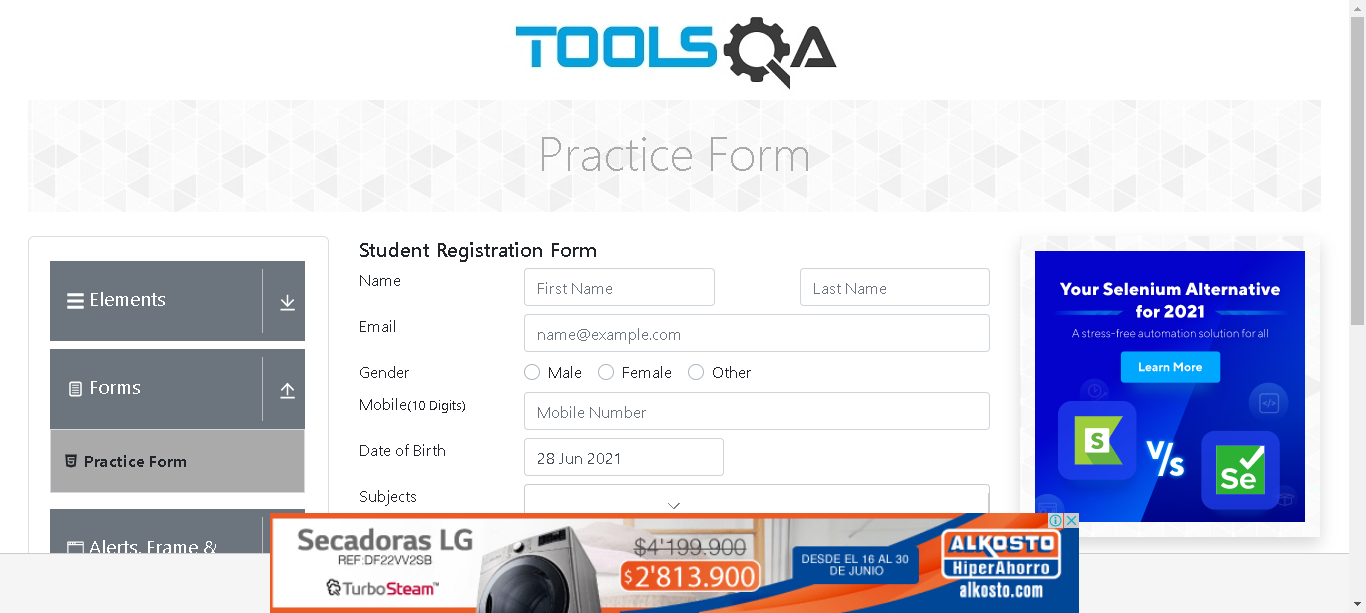 TOOLSQA
Practice Form
Elements
Forms
Practice Form
Alerts, Frame &
Student Registration Form
Name
First Name
Last Name
Email
name@example.com
Gender
Male
Female
Other
Mobile(10 Digits)
Mobile Number
Date of Birth
28 Jun 2021
Subjects
Your Selenium Alternative
for 2021
A stress-free automation solution for all
Learn More
S
V/s
Se
Secadoras LG
REF:DF22VV2SB
TurboSteam™
$4'199.900
$2'813.900
DESDE EL 16 AL 30
DE JUNIO
ALKOSTO
HiperAhorro
alkosto.com